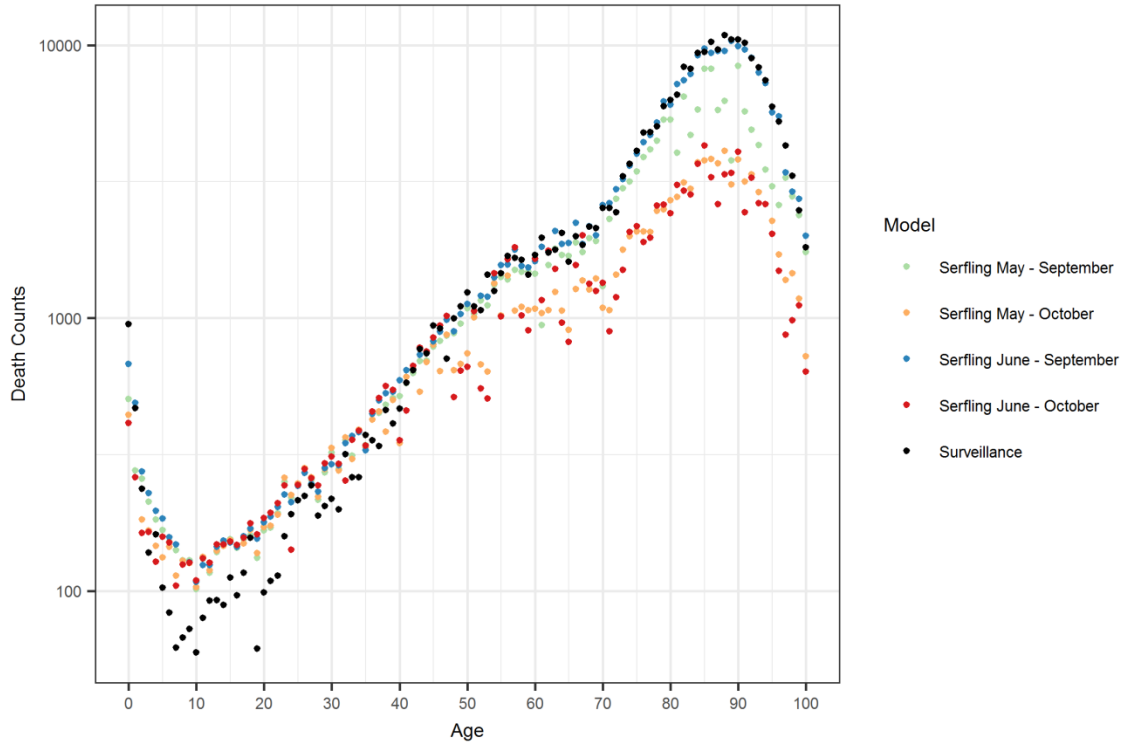 10000
1000
100
Death Counts
0 10 20 30 40 50 60 70 80 90 100
Age
Model
Serfling May - September
Serfling May - October
Serfling June - September
Serfling June - October
Surveillance